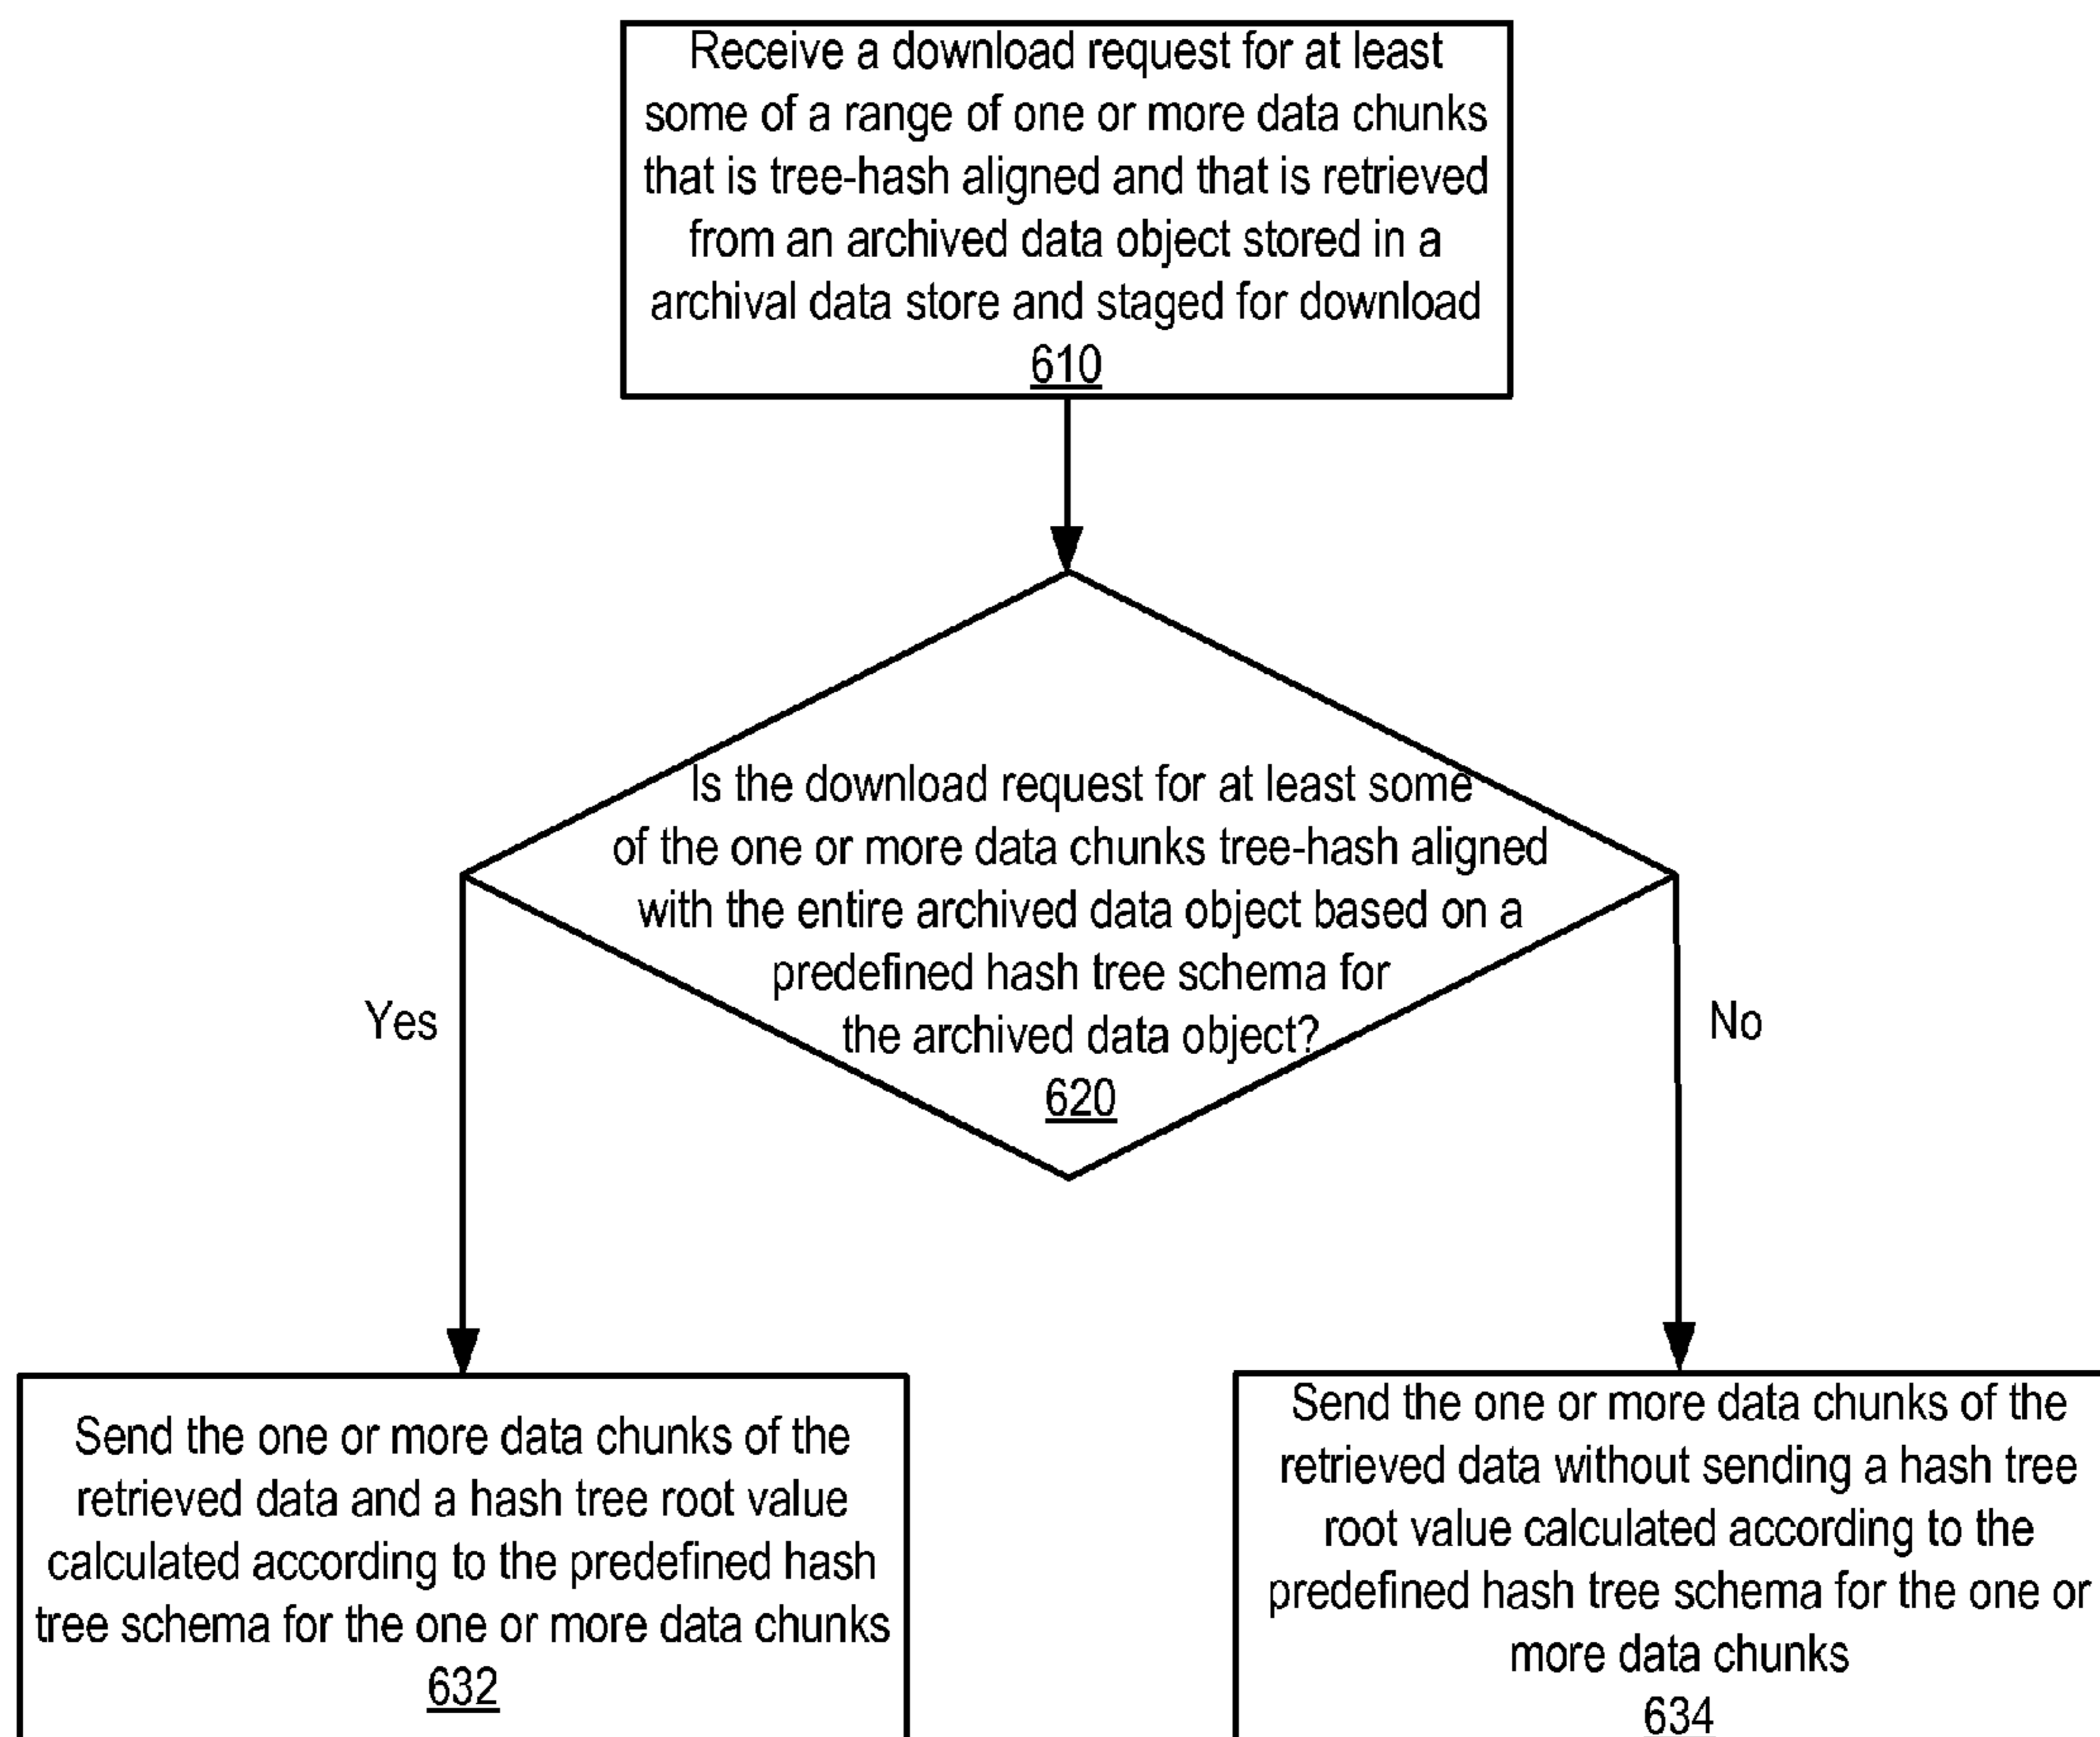 Receive a download request for at least
some of a range of one or more data chunks
that is tree-hash aligned and that is retrieved
from an archived data object stored in a
archival data store and staged for download
610
Is the download request for at least some
of the one or more data chunks tree-hash aligned
with the entire archived data object based on a
predefined hash tree schema for
the archived data object?
620
Yes
No
Send the one or more data chunks of the
retrieved data and a hash tree root value
calculated according to the predefined hash
tree schema for the one or more data chunks
632
Send the one or more data chunks of the
retrieved data without sending a hash tree
root value calculated according to the
predefined hash tree schema for the one or
more data chunks
634